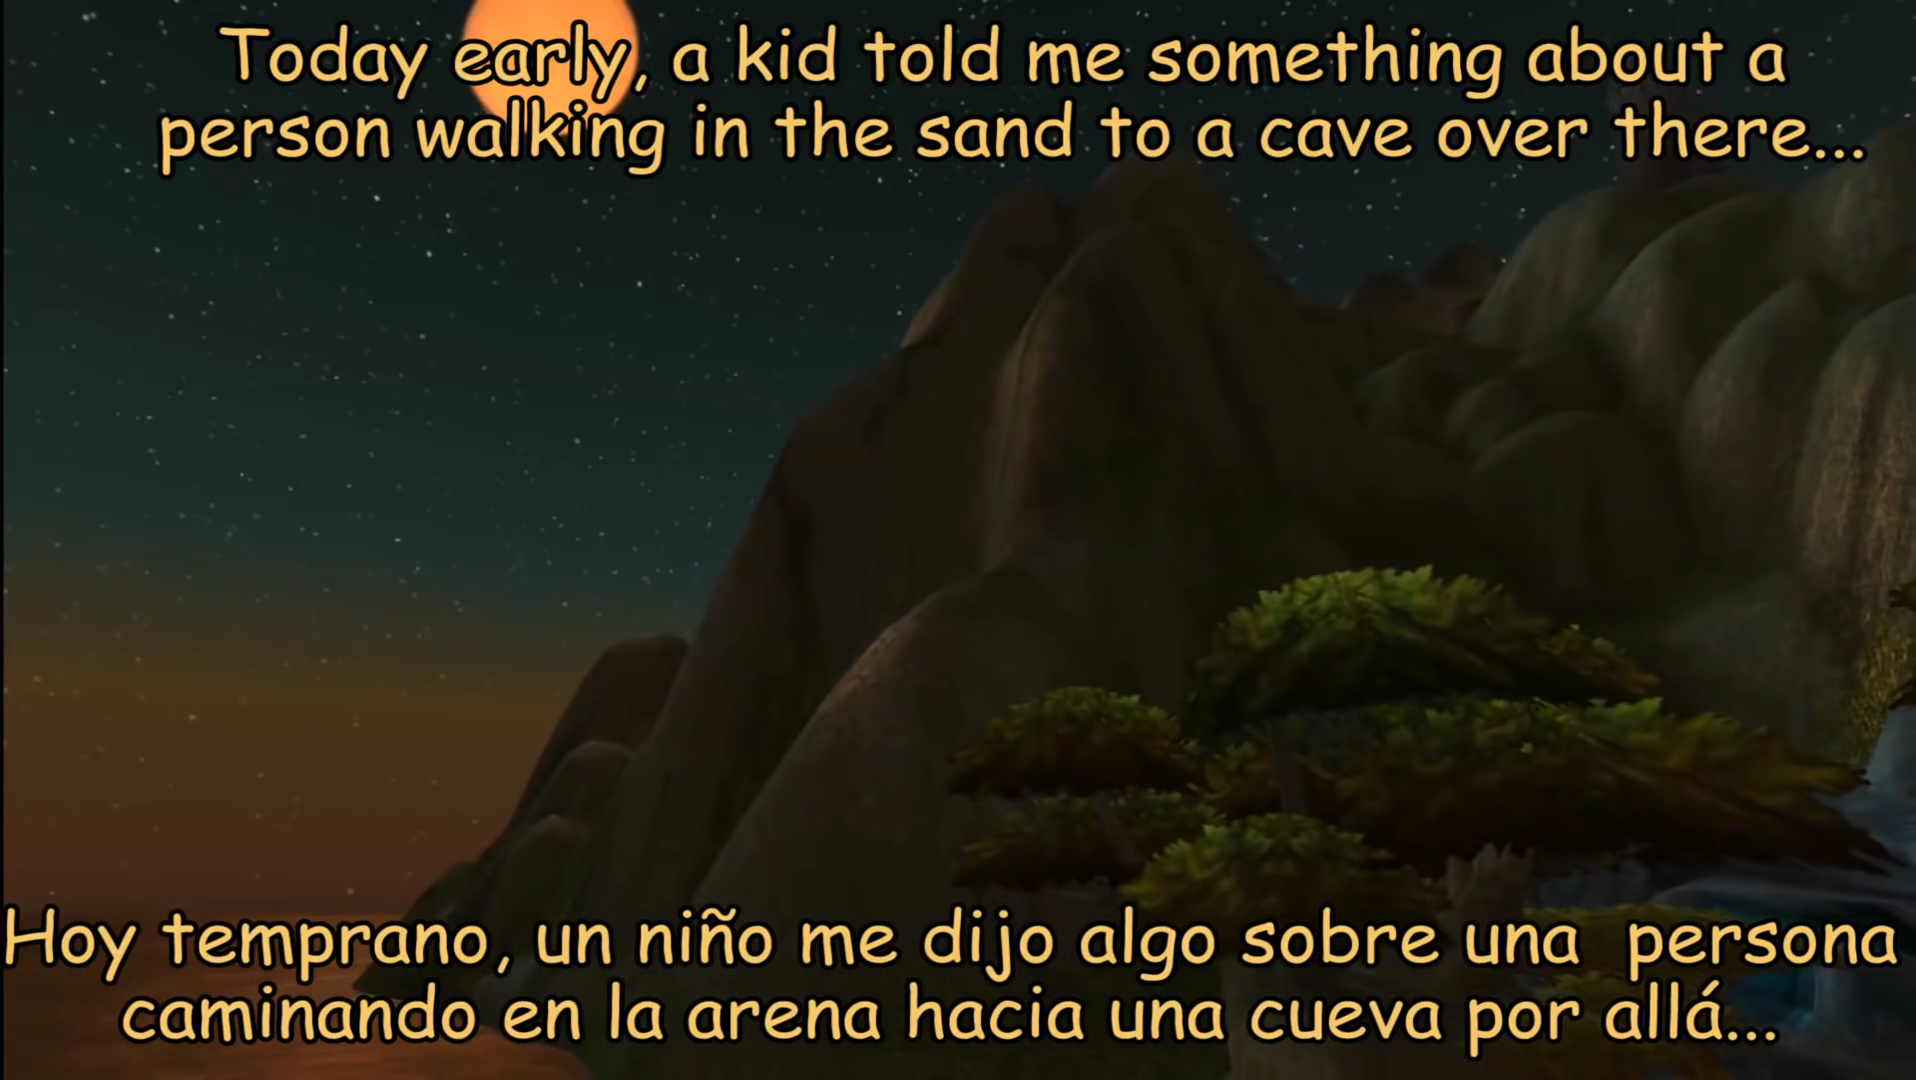 Today early, a kid told me something about a
person walking in the sand to a cave over there...
Hoy temprano, un niño me dijo algo sobre una  persona
caminando en la arena hacia una cueva por allá...